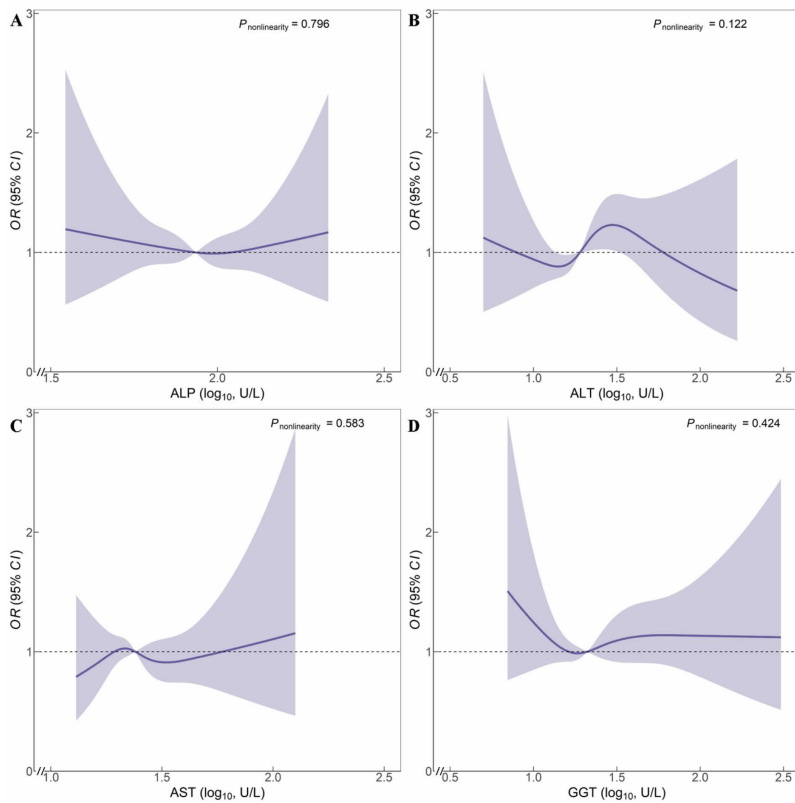 A
P nonlinearity = 0.796
3
2
1
0
OR (95% CI)
1.5 2.0 2.5
ALP (log10, U/L)
B
P nonlinearity = 0.122
3
2
1
0
OR (95% CI)
0.5 1.0 1.5 2.0 2.5
ALT (log10, U/L)
C
P nonlinearity = 0.583
3
2
1
0
OR (95% CI)
1.0 1.5 2.0 2.5
AST (log10, U/L)
D
P nonlinearity = 0.424
3
2
1
0
OR (95% CI)
0.5 1.0 1.5 2.0 2.5
GGT (log10, U/L)